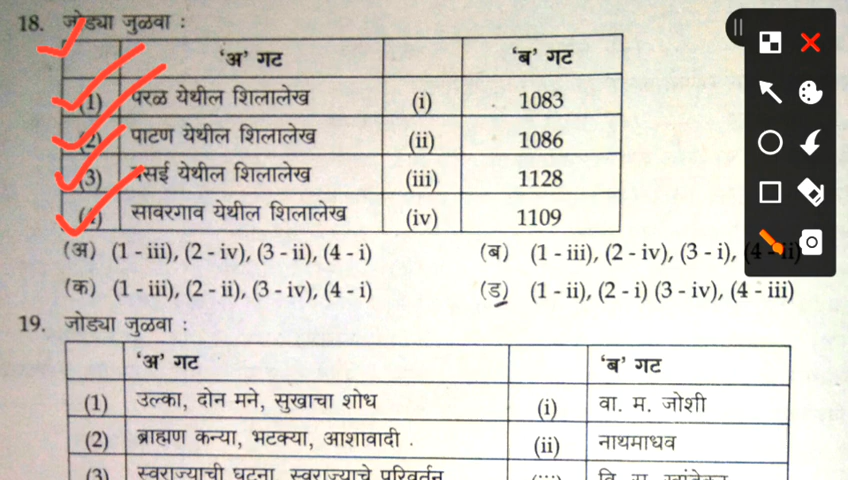 18. जोड्या जुळवा :
'अ' गट 'ब' गट
(1) परळ येथील शिलालेख (i) 1083
(2) पाटण येथील शिलालेख (ii) 1086
(3) वसई येथील शिलालेख (iii) 1128
सावरगाव येथील शिलालेख (iv) 1109
(अ) (1 - iii), (2 - iv), (3 - ii), (4 - i) (ब) (1 - iii), (2 - iv), (3 - i), (4 - ii)
(क) (1 - iii), (2 - ii), (3 - iv), (4 - i) (ड) (1 - ii), (2 - i) (3 - iv), (4 - iii)
19. जोड्या जुळवा :
'अ' गट 'ब' गट
(1) उल्का, दोन मने, सुखाचा शोध (i) वा. म. जोशी
(2) ब्राह्मण कन्या, भटक्या, आशावादी . (ii) नाथमाधव
(3) स्वराज्याची घटना, स्वराज्याचे परिवर्तन